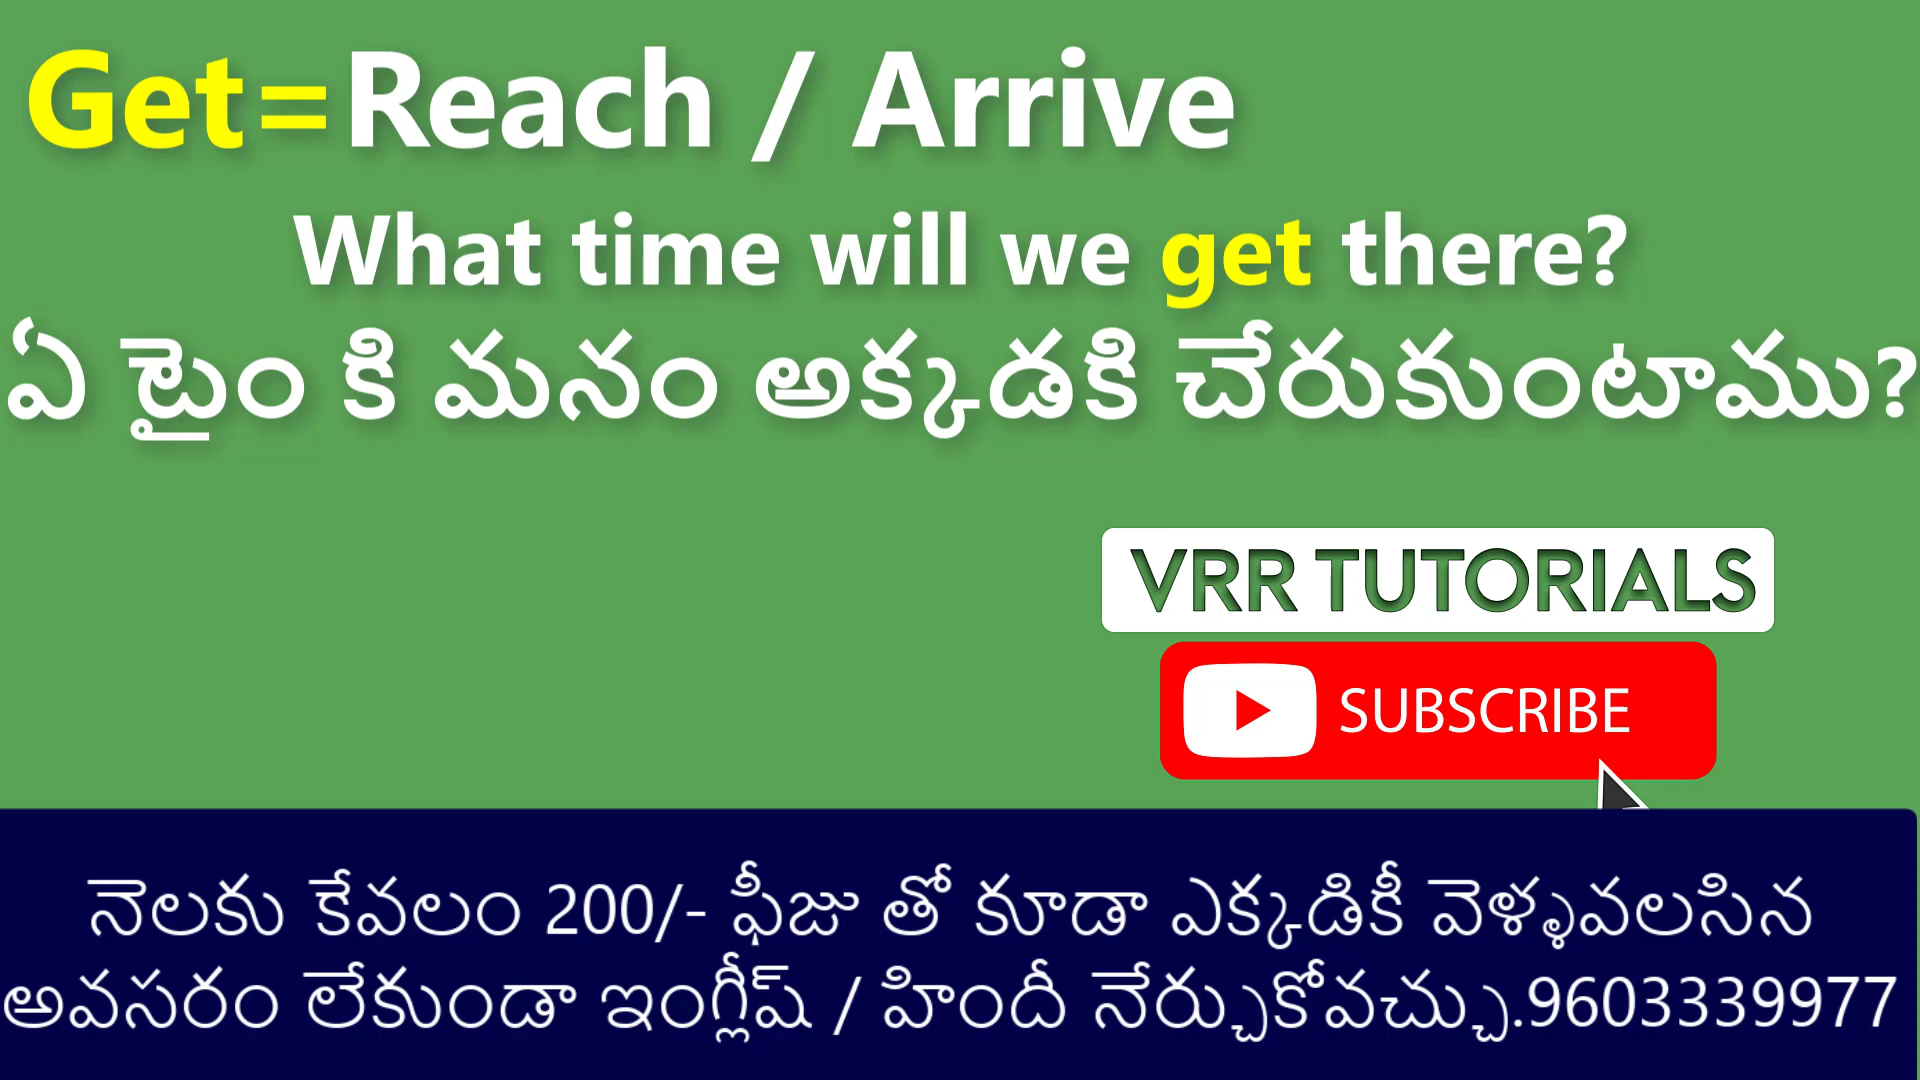 Get=Reach / Arrive
What time will we get there?
ఏ టైం కి మనం అక్కడకి చేరుకుంటాము?
VRR TUTORIALS
SUBSCRIBE
నెలకు కేవలం 200/- ఫీజు తో కూడా ఎక్కడికీ వెళ్ళవలసిన
అవసరం లేకుండా ఇంగ్లీష్ / హిందీ నేర్చుకోవచ్చు.9603339977